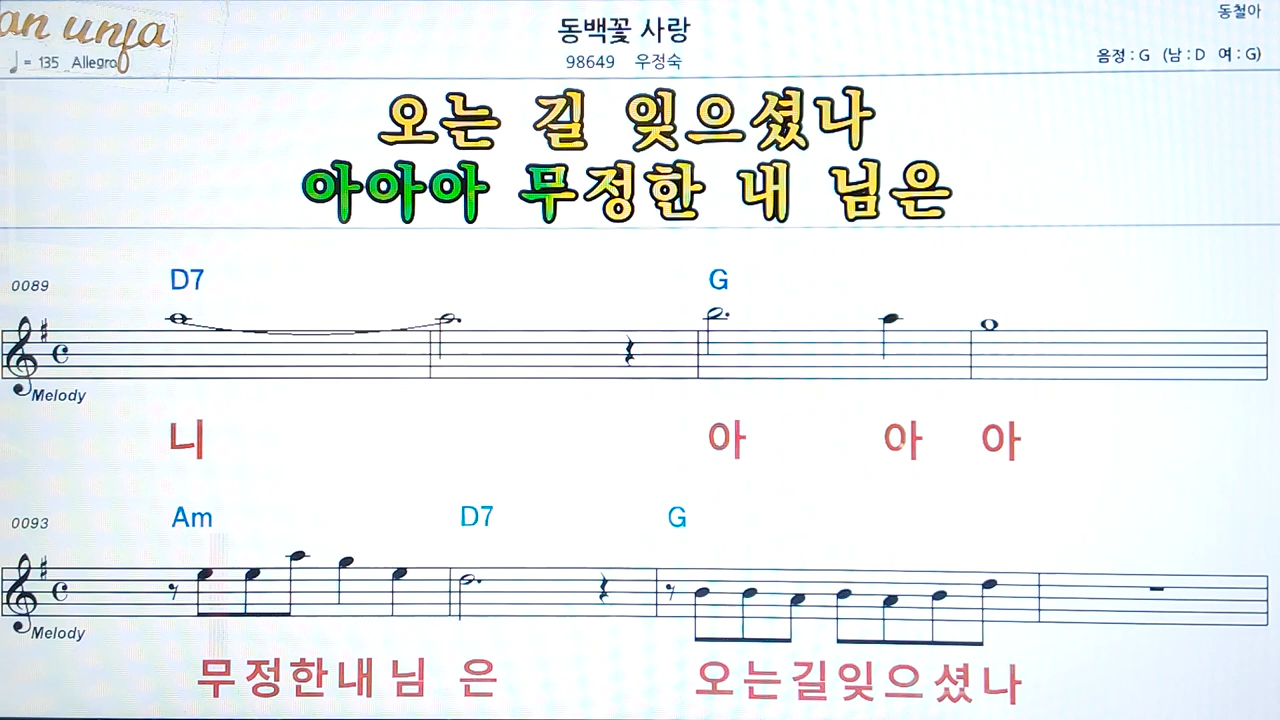 an unja
동백꽃 사랑
동철아
♩ = 135 Allegro
98649 우정숙
음정 : G (남 : D 여 : G)
오는 길 잊으셨나
아아아 무정한 내 님은
0089 D7 G
Melody
니 아 아 아
0093 Am D7 G
Melody
무정한내님 은 오는길잊으셨나